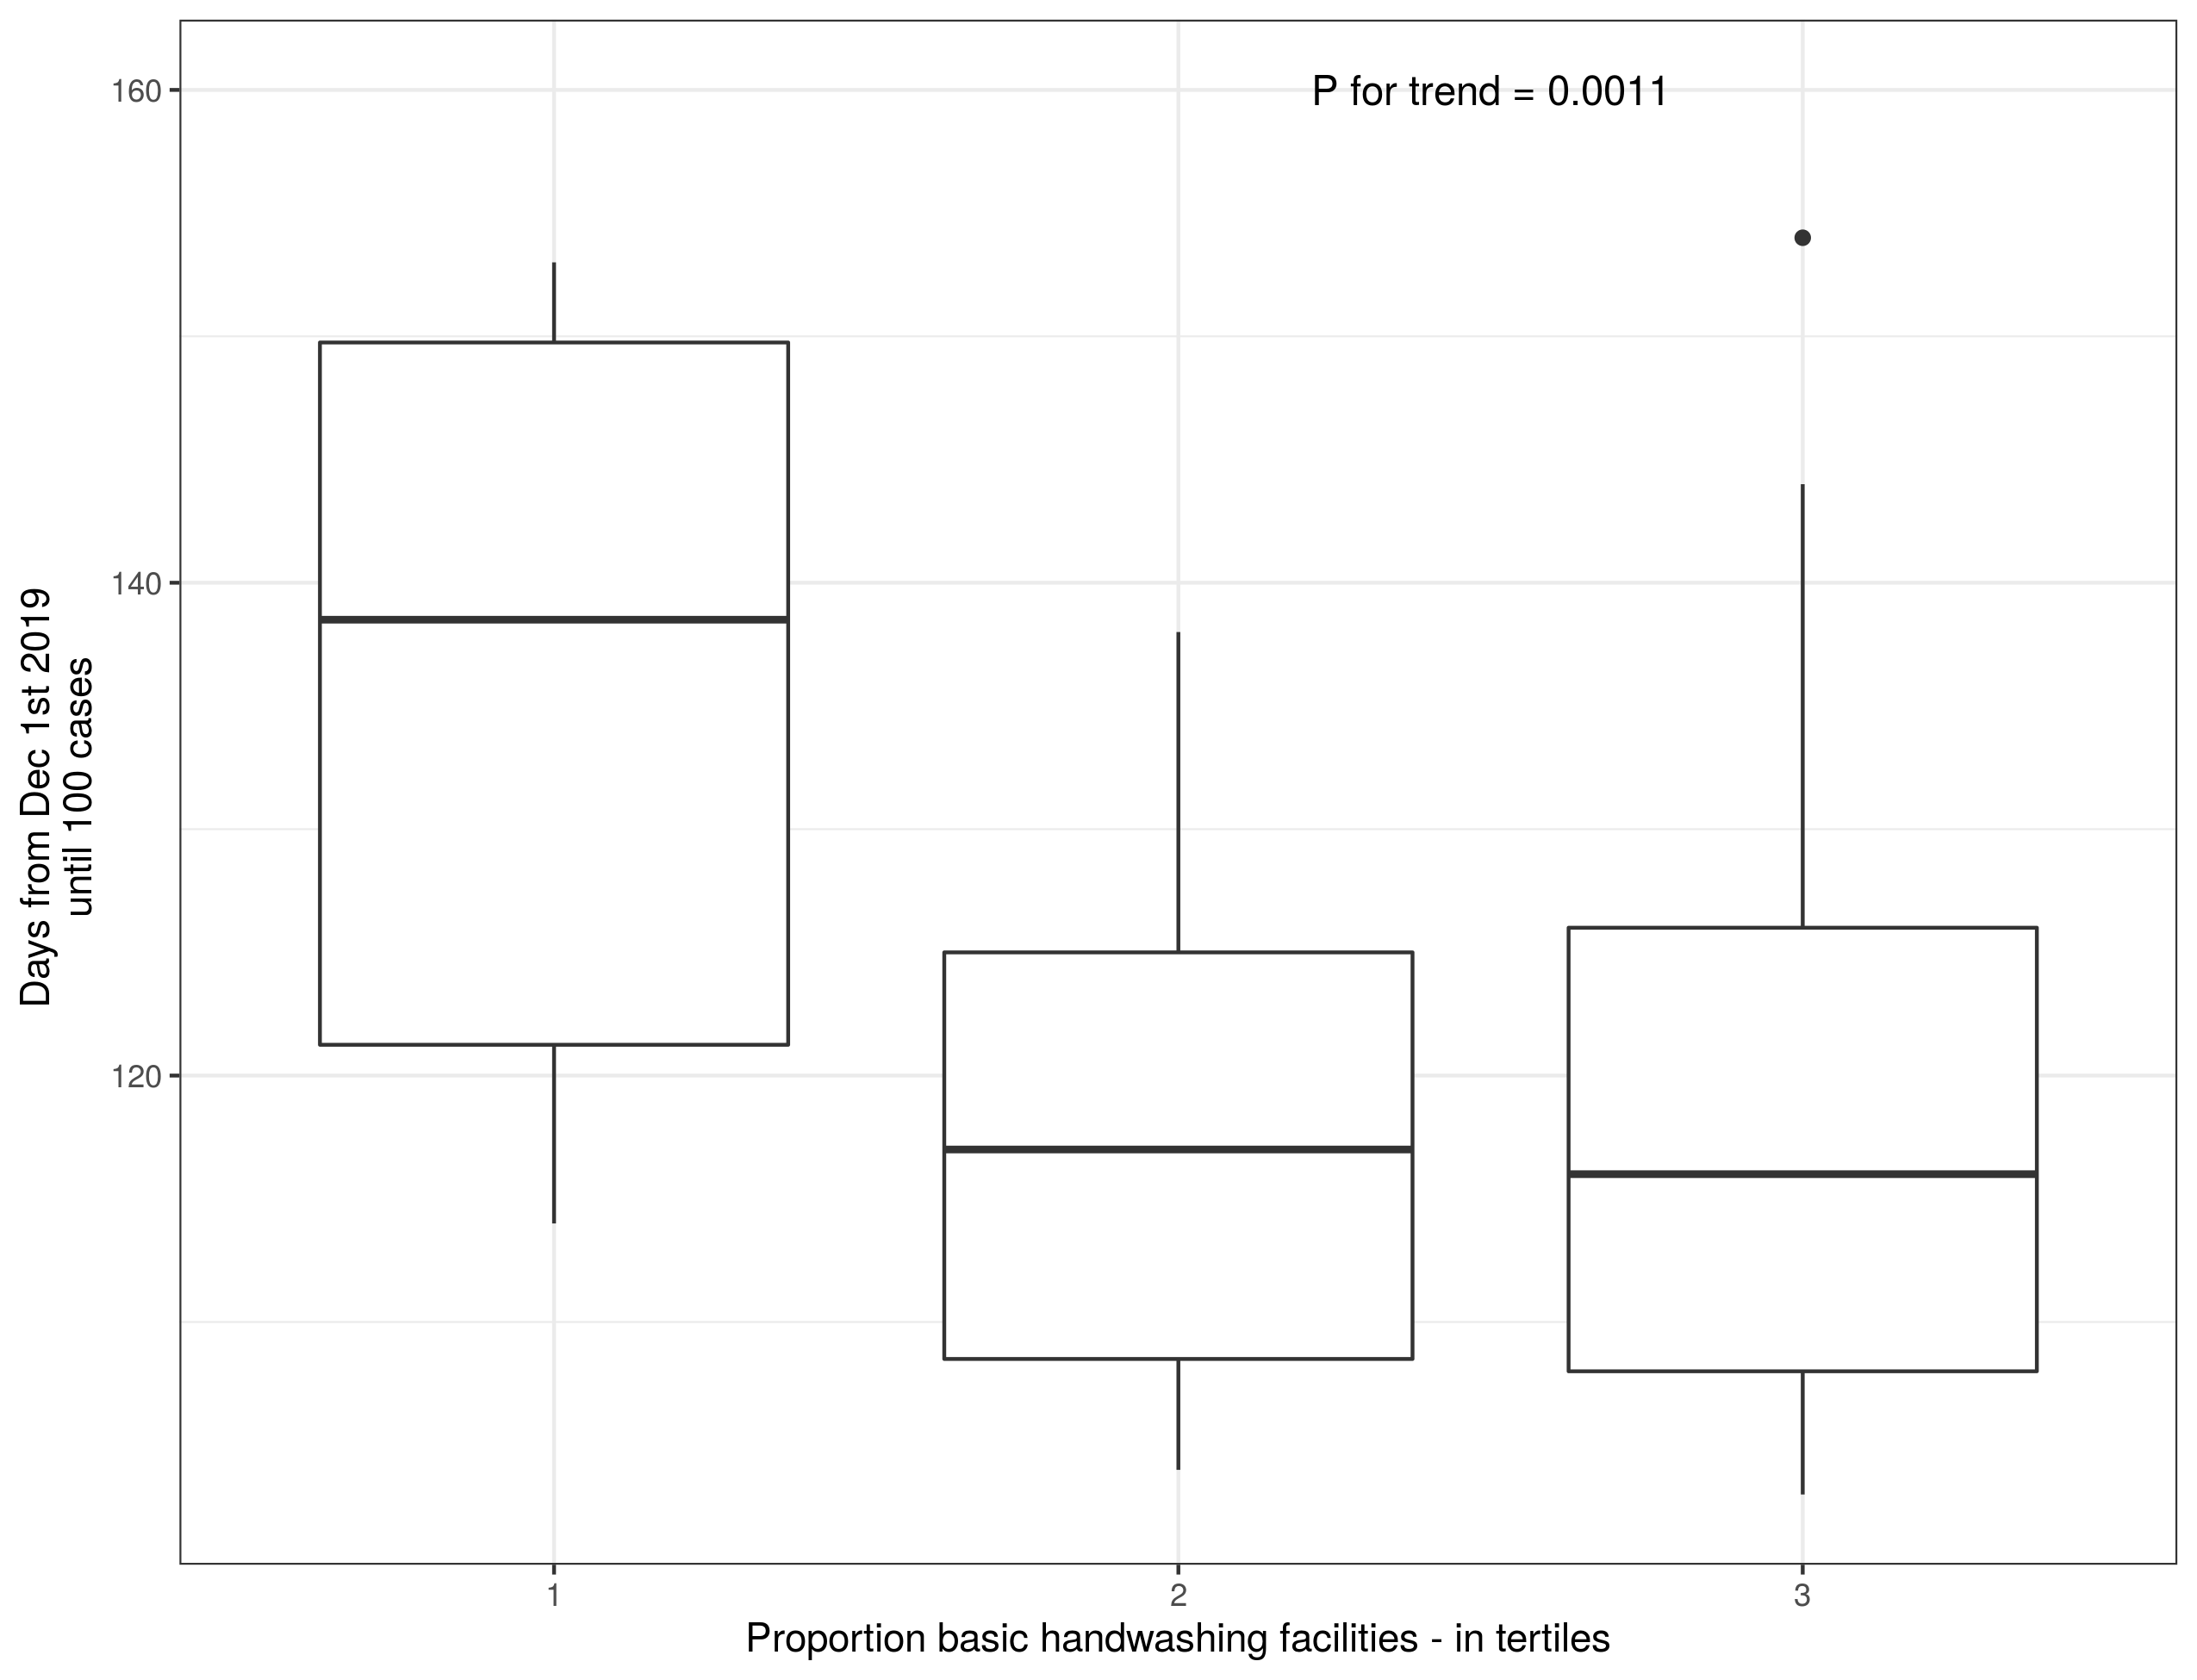 P for trend = 0.0011
160
140
120
Days from Dec 1st 2019
until 100 cases
1
2
3
Proportion basic handwashing facilities - in tertiles